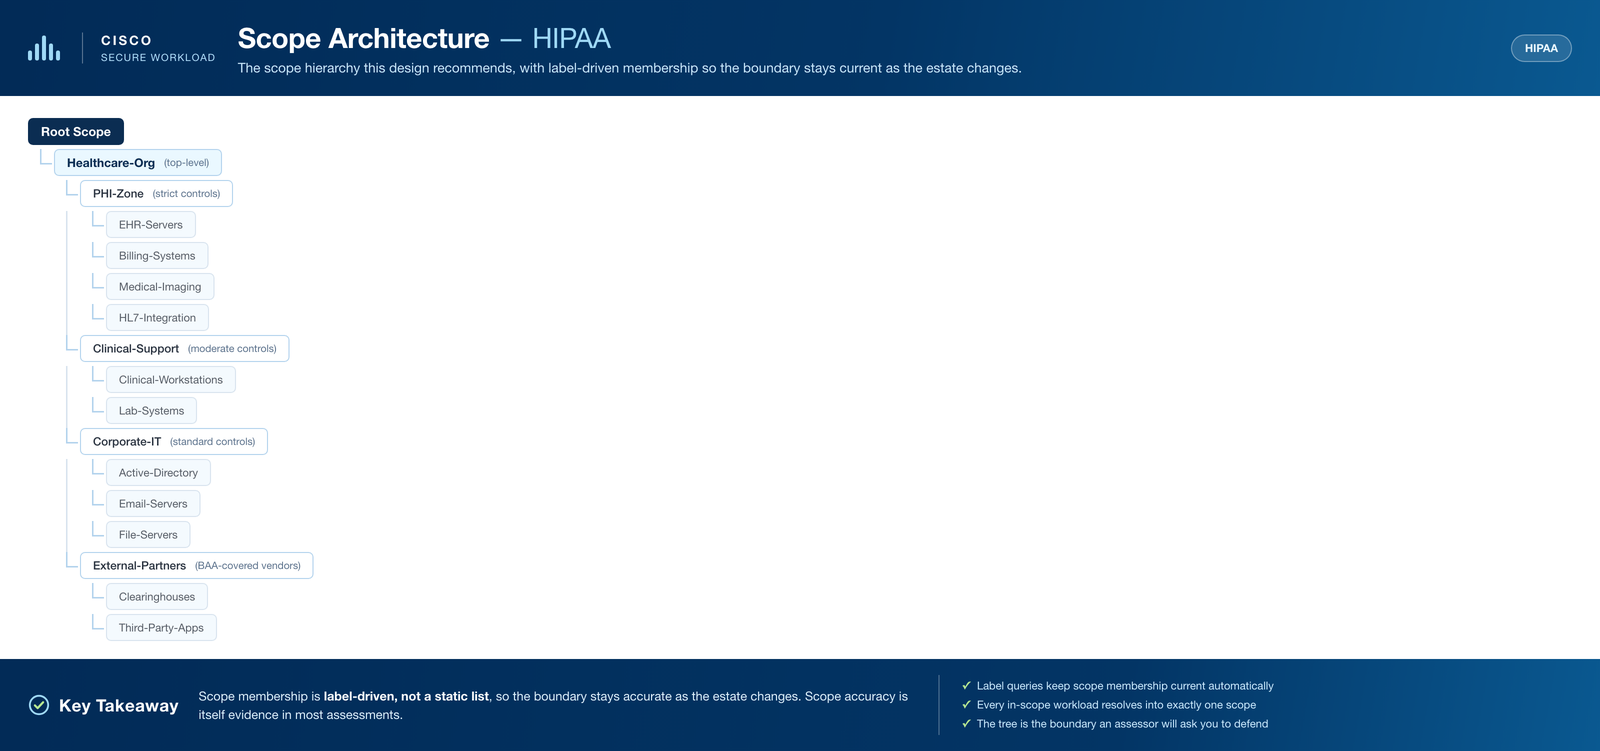 CISCO
SECURE WORKLOAD
Scope Architecture — HIPAA
The scope hierarchy this design recommends, with label-driven membership so the boundary stays current as the estate changes.
HIPAA
Root Scope
Healthcare-Org (top-level)
PHI-Zone (strict controls)
EHR-Servers
Billing-Systems
Medical-Imaging
HL7-Integration
Clinical-Support (moderate controls)
Clinical-Workstations
Lab-Systems
Corporate-IT (standard controls)
Active-Directory
Email-Servers
File-Servers
External-Partners (BAA-covered vendors)
Clearinghouses
Third-Party-Apps
Key Takeaway
Scope membership is label-driven, not a static list, so the boundary stays accurate as the estate changes. Scope accuracy is
itself evidence in most assessments.
✓ Label queries keep scope membership current automatically
✓ Every in-scope workload resolves into exactly one scope
✓ The tree is the boundary an assessor will ask you to defend